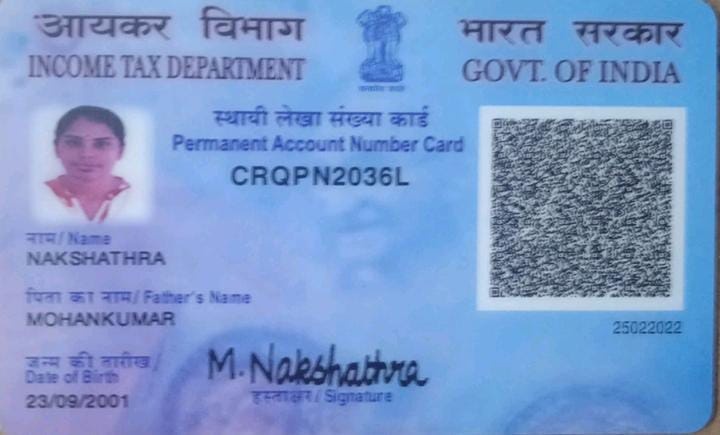 आयकर विभाग
INCOME TAX DEPARTMENT
भारत सरकार
GOVT. OF INDIA
स्थायी लेखा संख्या कार्ड
Permanent Account Number Card
CRQPN2036L
नाम / Name
NAKSHATHRA
पिता का नाम / Father's Name
MOHANKUMAR
जन्म की तारीख /
Date of Birth
23/09/2001
M. Nakshathra
हस्ताक्षर / Signature
25022022